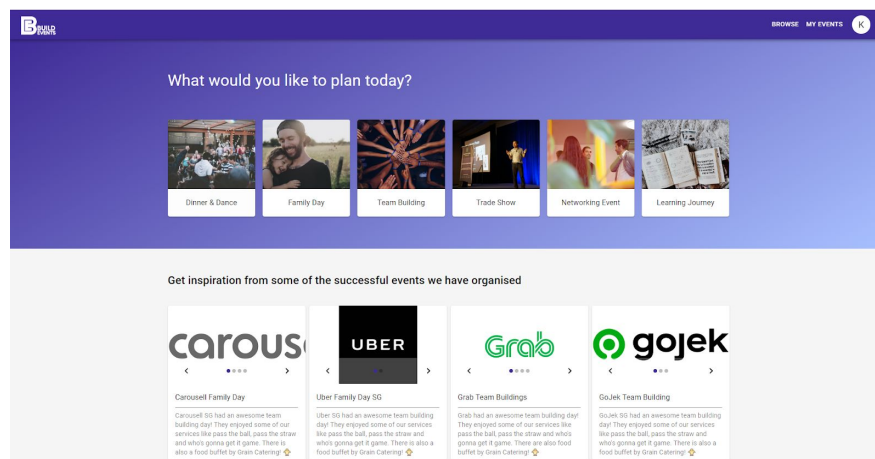 BUILD
EVENTS
BROWSE MY EVENTS K
What would you like to plan today?
Dinner & Dance
Family Day
Team Building
Trade Show
Networking Event
Learning Journey
Get inspiration from some of the successful events we have organised
carous
UBER
Grab
gojek
Carousell Family Day
Carousell SG had an awesome team
building day! They enjoyed some of our
services like pass the ball, pass the straw
and who's gonna get it game. There is
also a food buffet by Grain Catering!
Uber Family Day SG
Uber SG had an awesome team building
day! They enjoyed some of our services
like pass the ball, pass the straw and
who's gonna get it game. There is also a
food buffet by Grain Catering!
Grab Team Buildings
Grab had an awesome team building day!
They enjoyed some of our services like
pass the ball, pass the straw and who's
gonna get it game. There are also food
buffet by Grain Catering!
GoJek Team Building
GoJek SG had an awesome team building
day! They enjoyed some of our services
like pass the ball, pass the straw and
who's gonna get it game. There is also a
food buffet by Grain Catering!